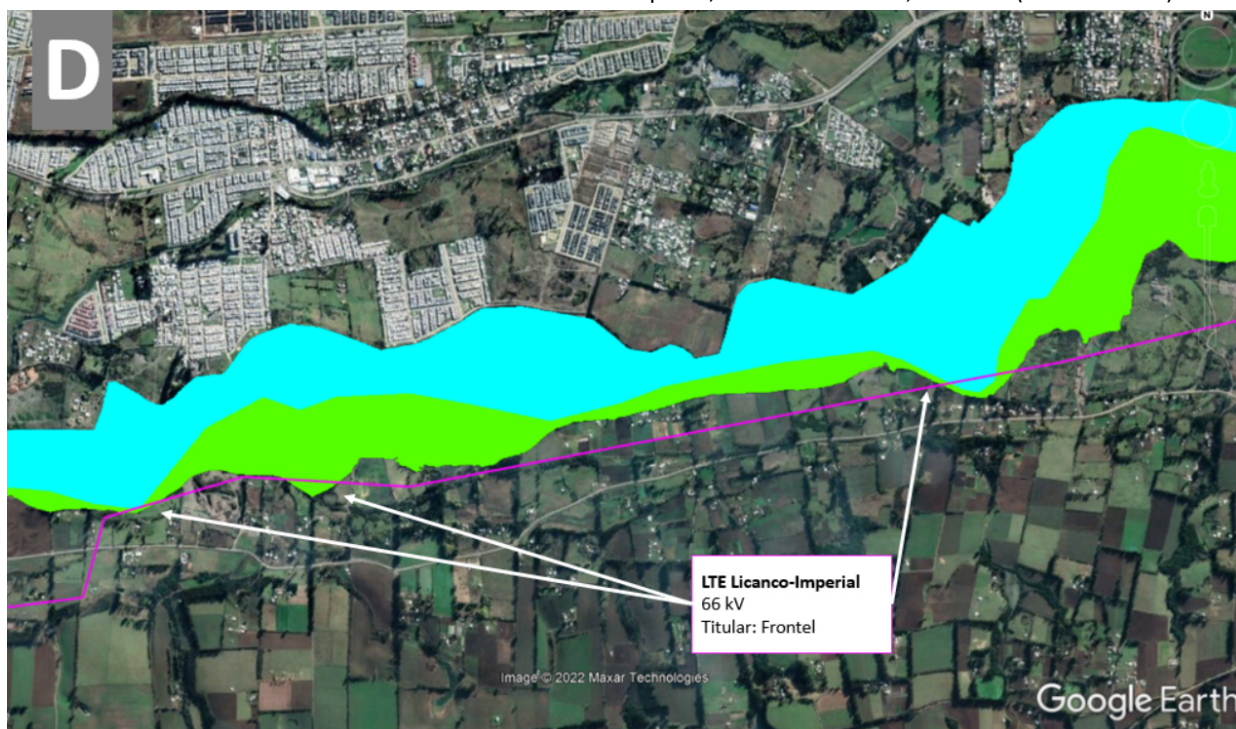 D
N
LTE Licanco-Imperial
66 kV
Titular: Frontel
Image © 2022 Maxar Technologies
Google Earth